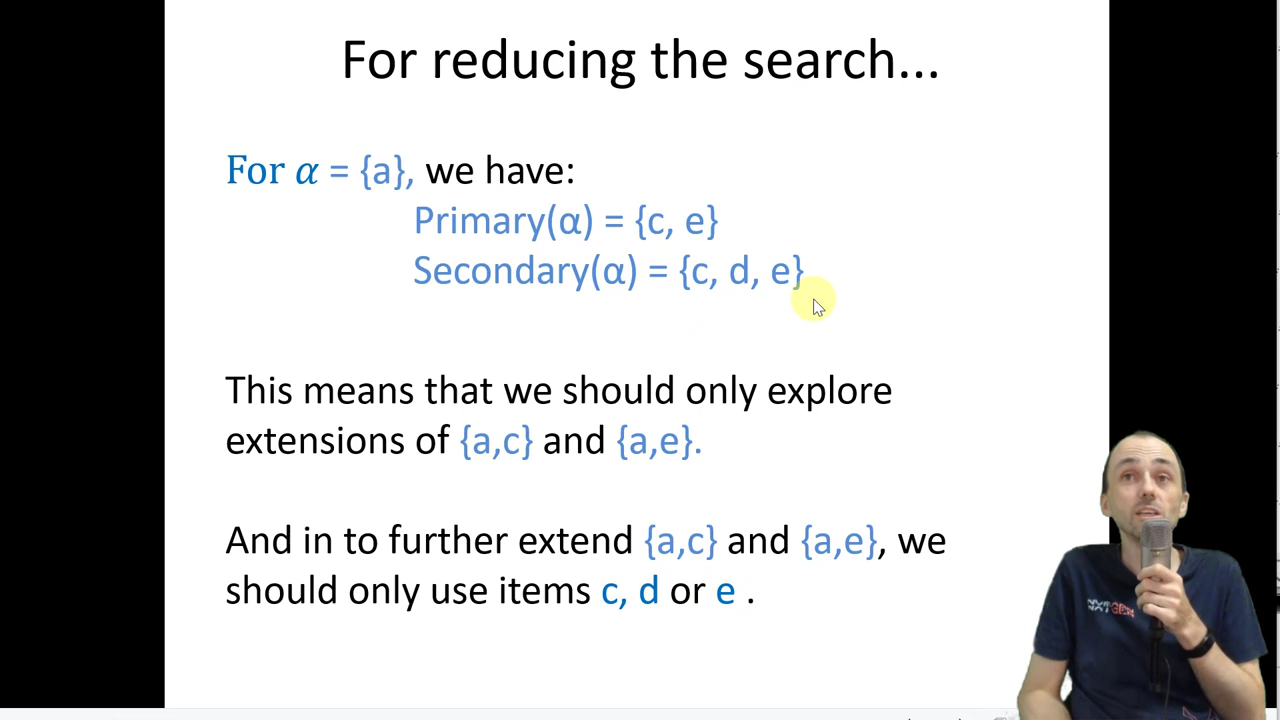 For reducing the search...
For α = {a}, we have:
Primary(α) = {c, e}
Secondary(α) = {c, d, e}
This means that we should only explore
extensions of {a,c} and {a,e}.
And in to further extend {a,c} and {a,e}, we
should only use items c, d or e .
NXTGEN